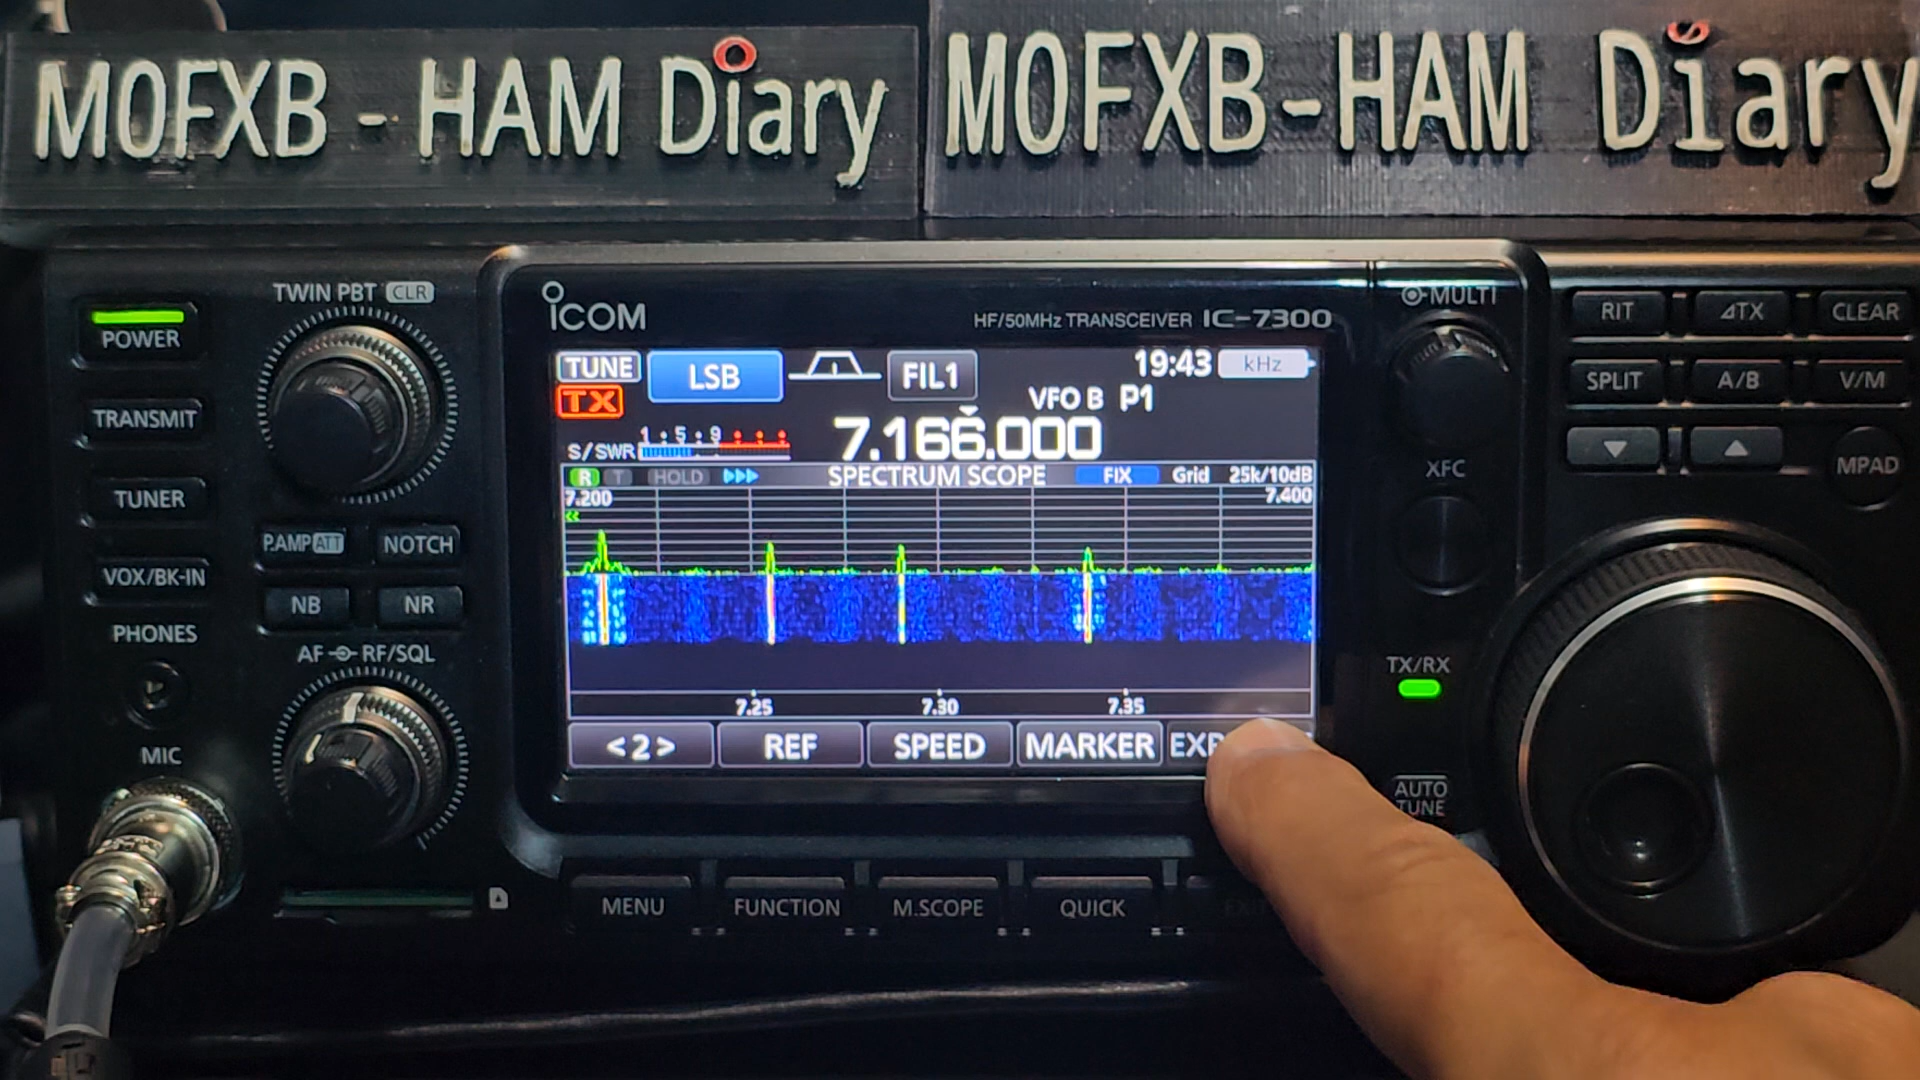 M0FXB - HAM Diary
M0FXB-HAM Diary
TWIN PBT CLR
POWER
TRANSMIT
TUNER
P.AMP ATT
NOTCH
VOX/BK-IN
NB
NR
PHONES
AF RF/SQL
MIC
ICOM
HF/50MHz TRANSCEIVER IC-7300
TUNE
LSB
FIL1
19:43
kHz
TX
VFO B P1
7.166.000
S/SWR
1 : 5 : 9
R
T
HOLD
SPECTRUM SCOPE
FIX
Grid
25k/10dB
7.200
7.400
<<
7.25
7.30
7.35
<2>
REF
SPEED
MARKER
MENU
FUNCTION
M.SCOPE
QUICK
MULTI
RIT
⊿TX
CLEAR
SPLIT
A/B
V/M
XFC
MPAD
TX/RX
AUTO
TUNE